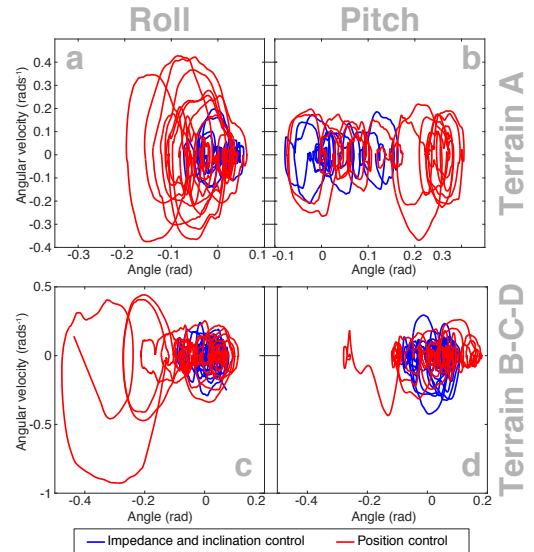 Roll Pitch
a b
Angular velocity (rads⁻¹)
0.4
0.3
0.2
0.1
0
-0.1
-0.2
-0.3
-0.4
-0.3 -0.2 -0.1 0 0.1
Angle (rad)
-0.1 0 0.1 0.2 0.3
Angle (rad)
Terrain A
Angular velocity (rads⁻¹)
0.5
0
-0.5
-1
c d
-0.4 -0.2 0 0.2
Angle (rad)
-0.4 -0.2 0 0.2
Angle (rad)
Terrain B-C-D
Impedance and inclination control Position control